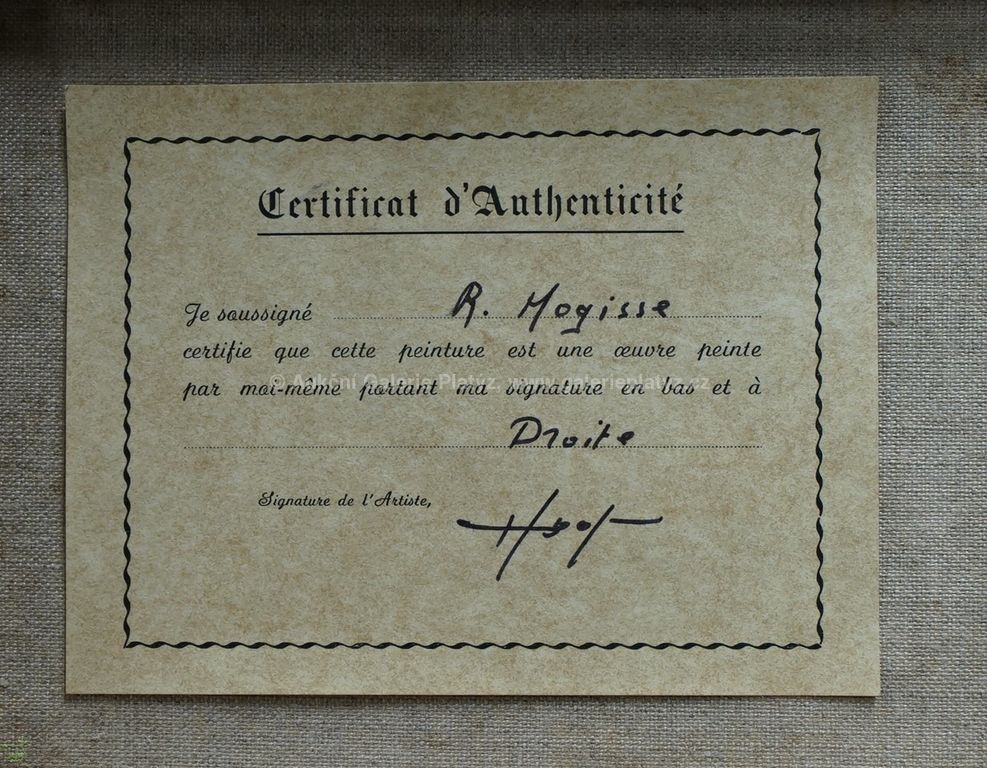 Certificat d'Authenticité
Je soussigné R. Mogisse
certifie que cette peinture est une œuvre peinte
par moi-même portant ma signature en bas et à
Droite
Signature de l'Artiste,